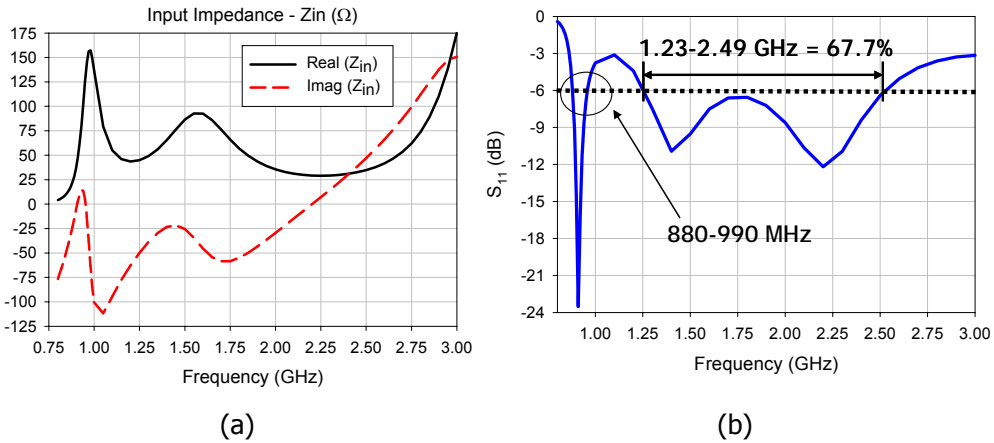 Input Impedance - Zin (Ω)
175
150
125
100
75
50
25
0
-25
-50
-75
-100
-125
Real (Zin)
Imag (Zin)
0.75 1.00 1.25 1.50 1.75 2.00 2.25 2.50 2.75 3.00
Frequency (GHz)
(a)
S11 (dB)
0
-3
-6
-9
-12
-15
-18
-21
-24
1.23-2.49 GHz = 67.7%
880-990 MHz
1.00 1.25 1.50 1.75 2.00 2.25 2.50 2.75 3.00
Frequency (GHz)
(b)